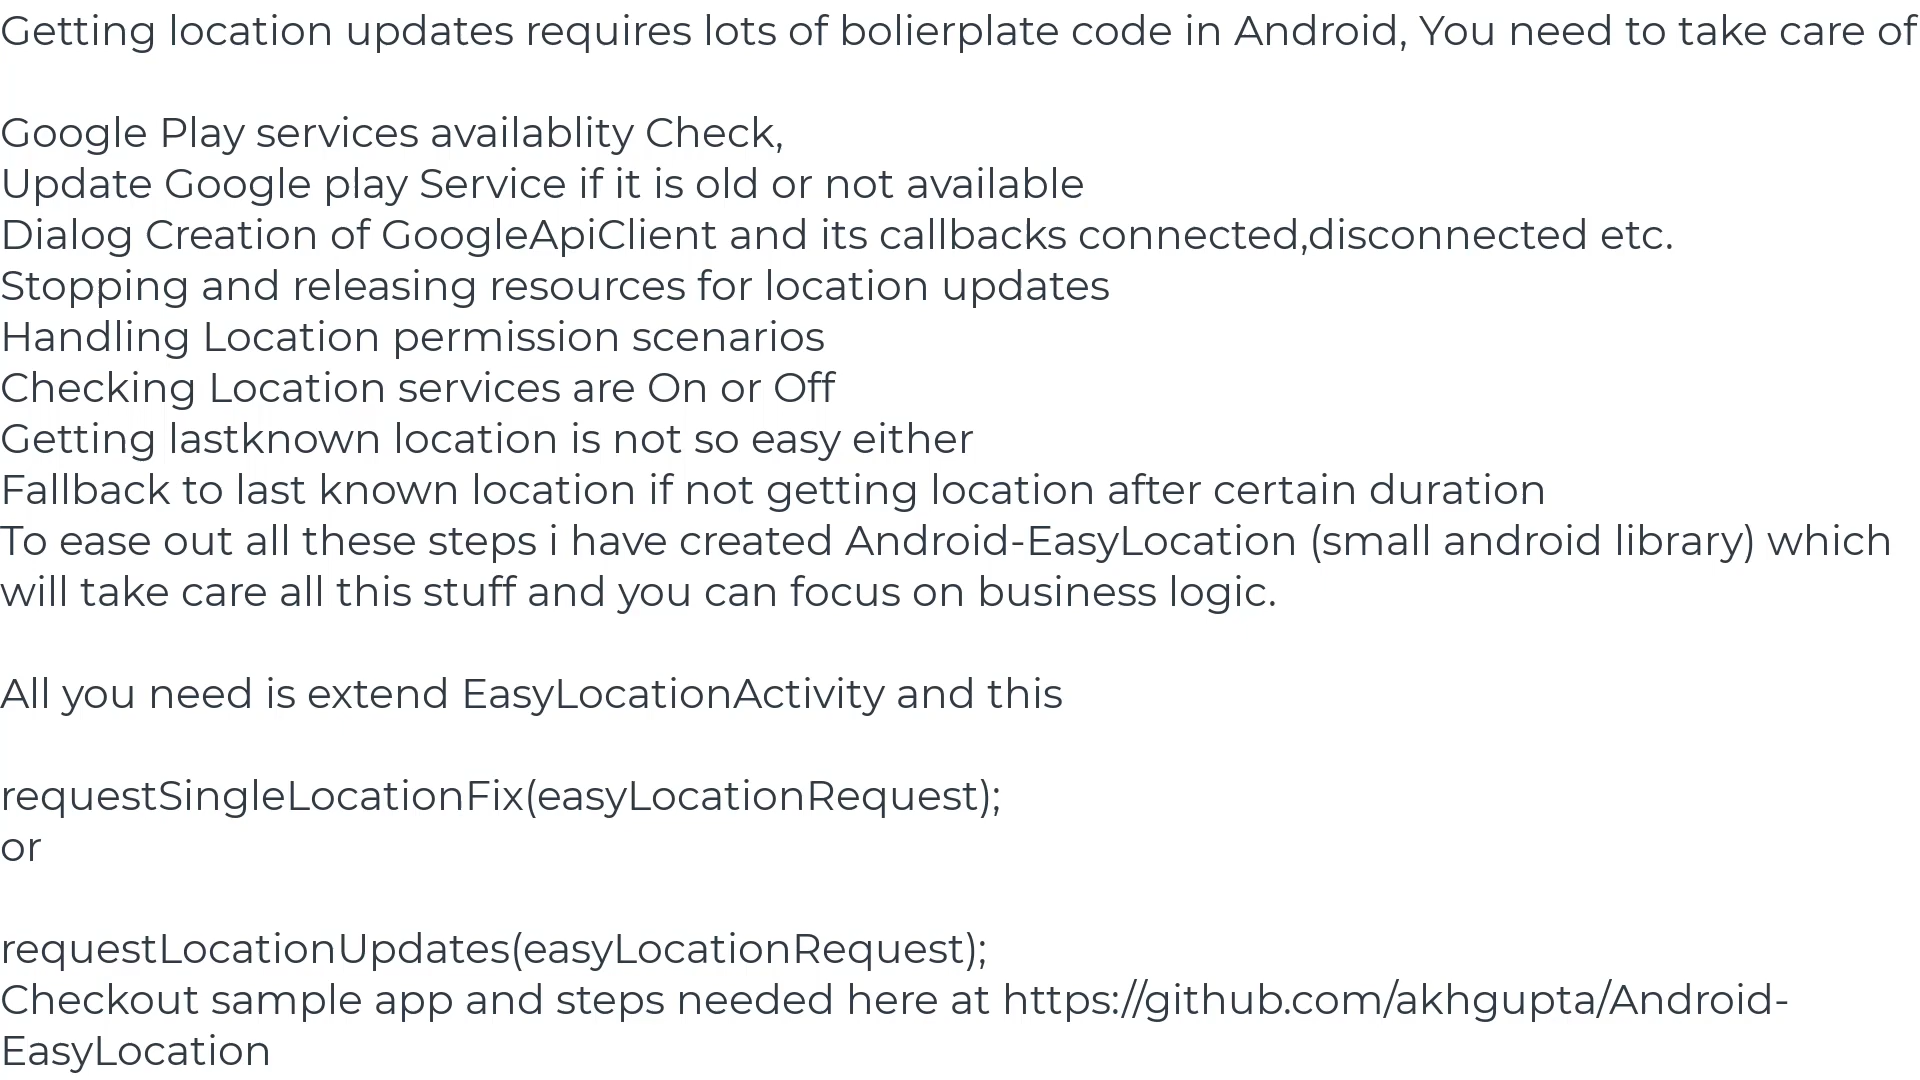 Getting location updates requires lots of bolierplate code in Android, You need to take care of
Google Play services availablity Check,
Update Google play Service if it is old or not available
Dialog Creation of GoogleApiClient and its callbacks connected,disconnected etc.
Stopping and releasing resources for location updates
Handling Location permission scenarios
Checking Location services are On or Off
Getting lastknown location is not so easy either
Fallback to last known location if not getting location after certain duration
To ease out all these steps i have created Android-EasyLocation (small android library) which
will take care all this stuff and you can focus on business logic.
All you need is extend EasyLocationActivity and this
requestSingleLocationFix(easyLocationRequest);
or
requestLocationUpdates(easyLocationRequest);
Checkout sample app and steps needed here at https://github.com/akhgupta/Android-
EasyLocation